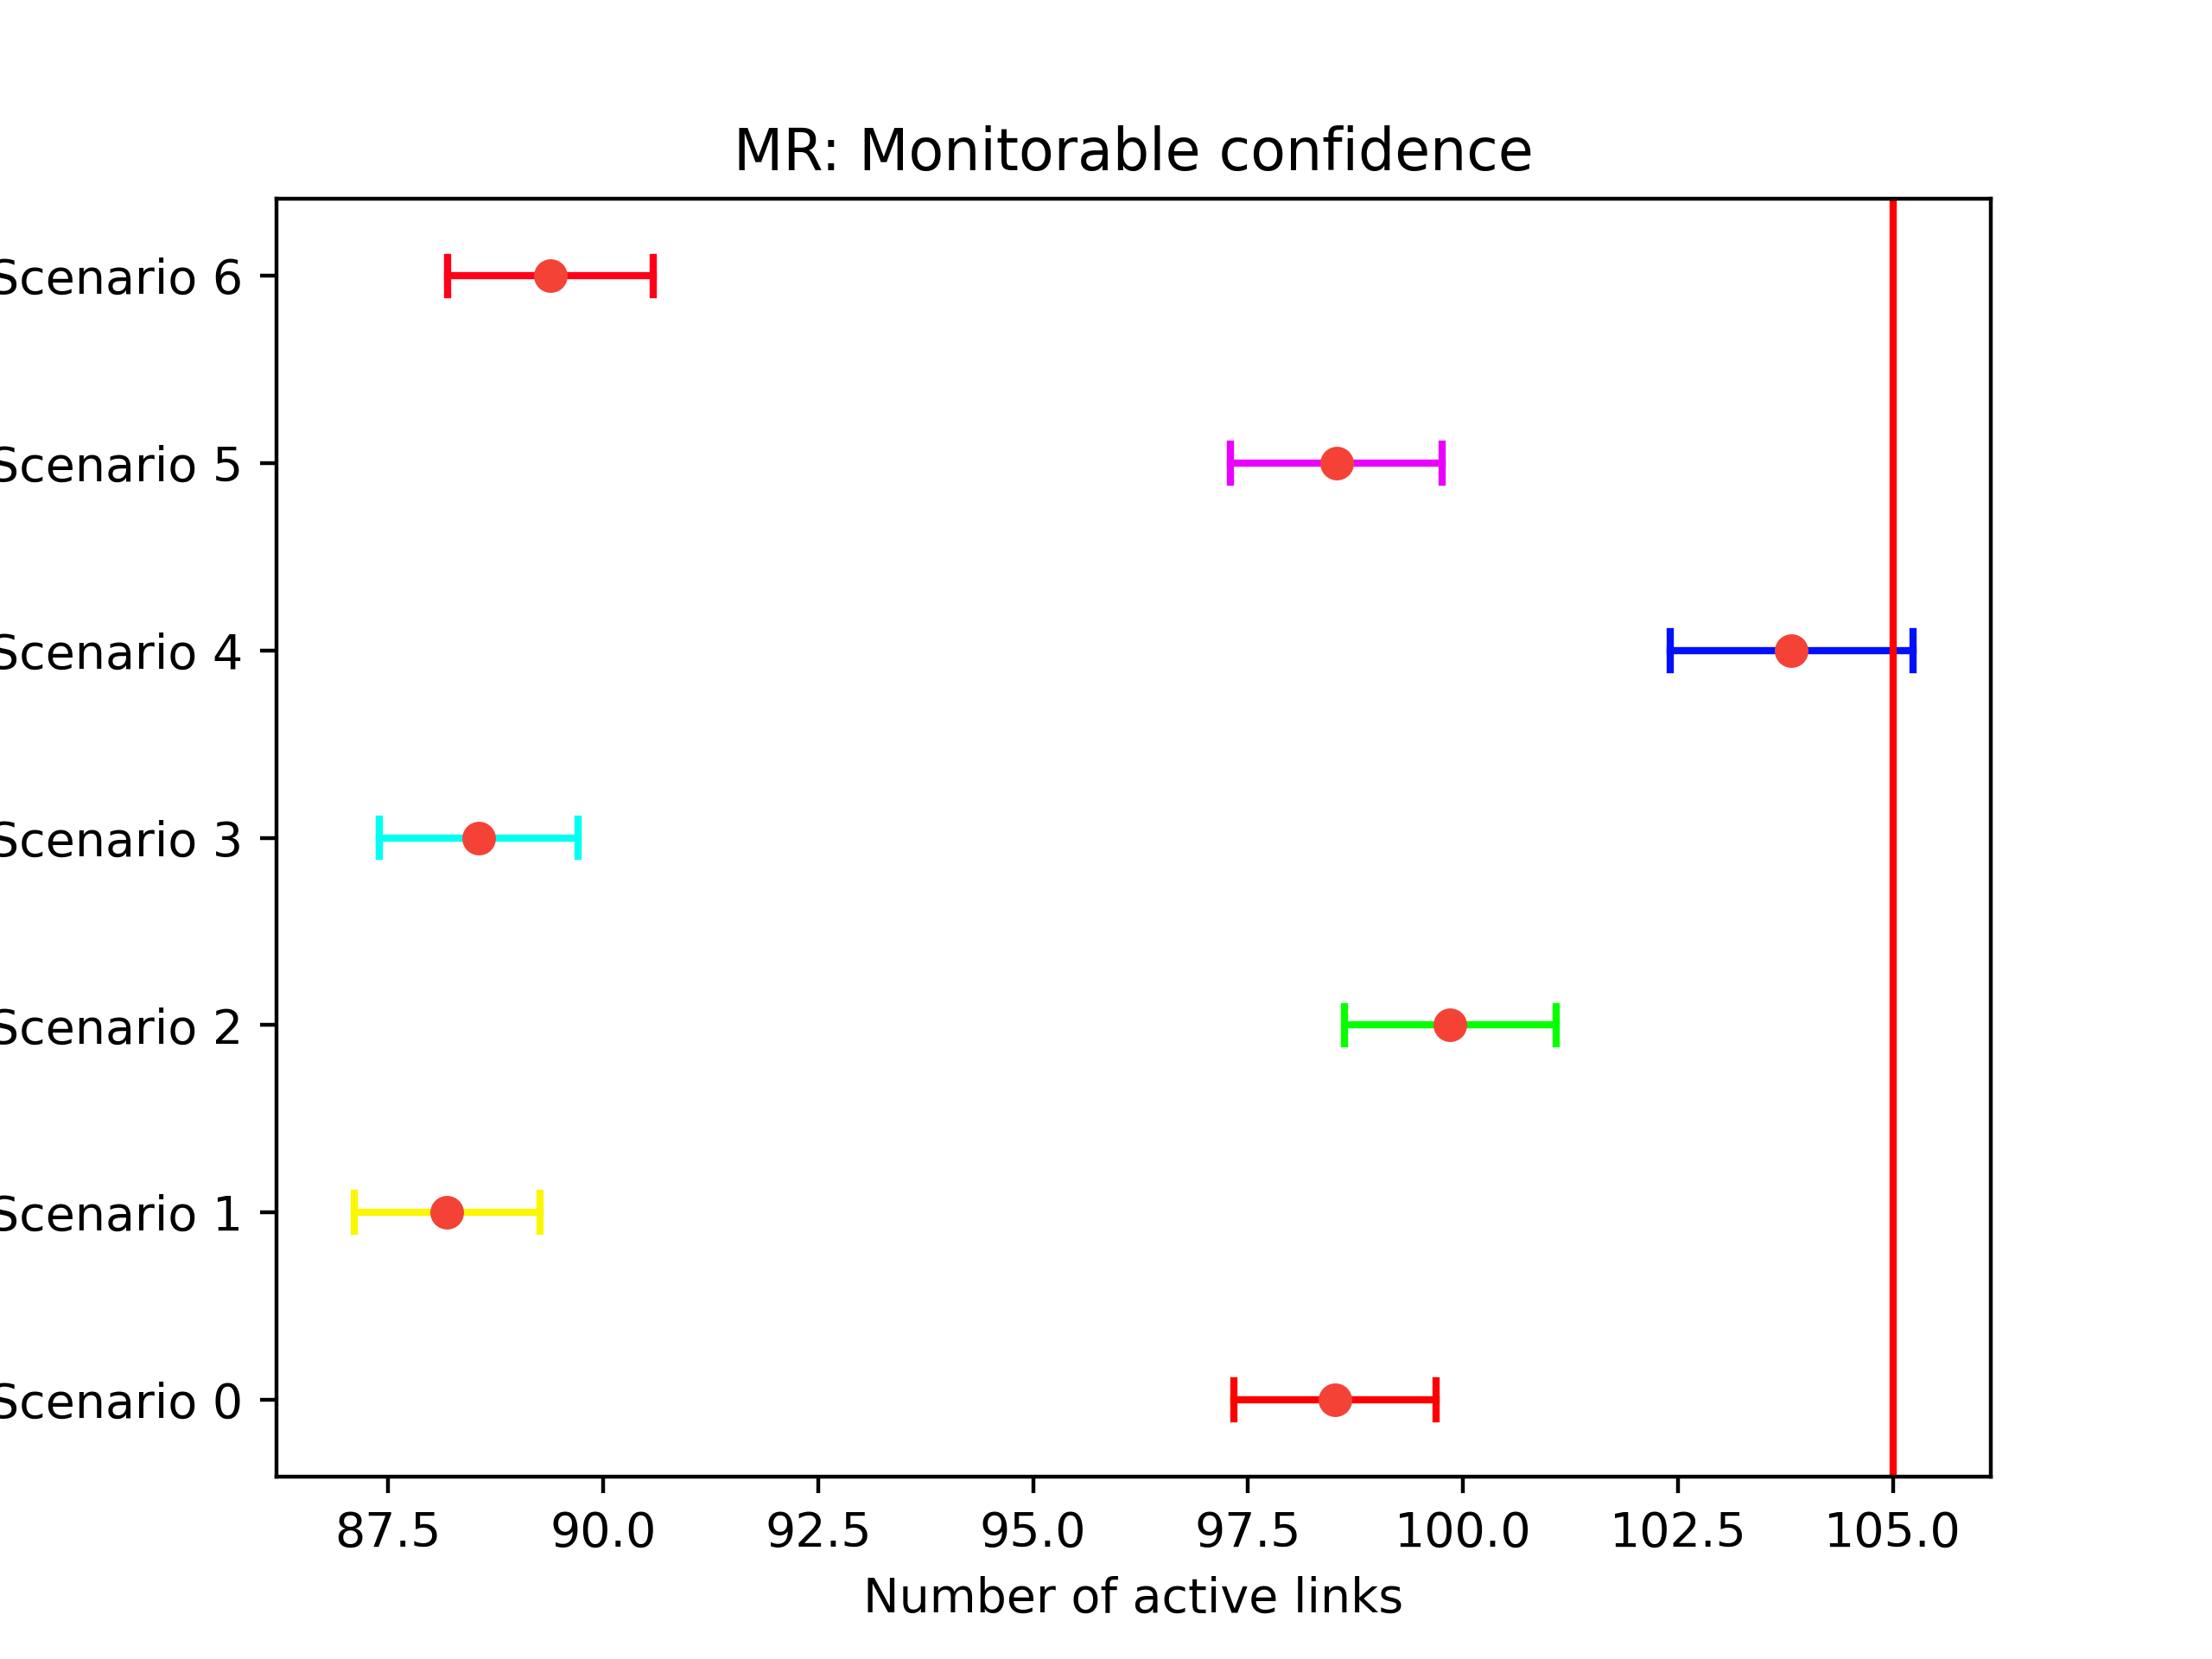 MR: Monitorable confidence
Scenario 6
Scenario 5
Scenario 4
Scenario 3
Scenario 2
Scenario 1
Scenario 0
87.5 90.0 92.5 95.0 97.5 100.0 102.5 105.0
Number of active links